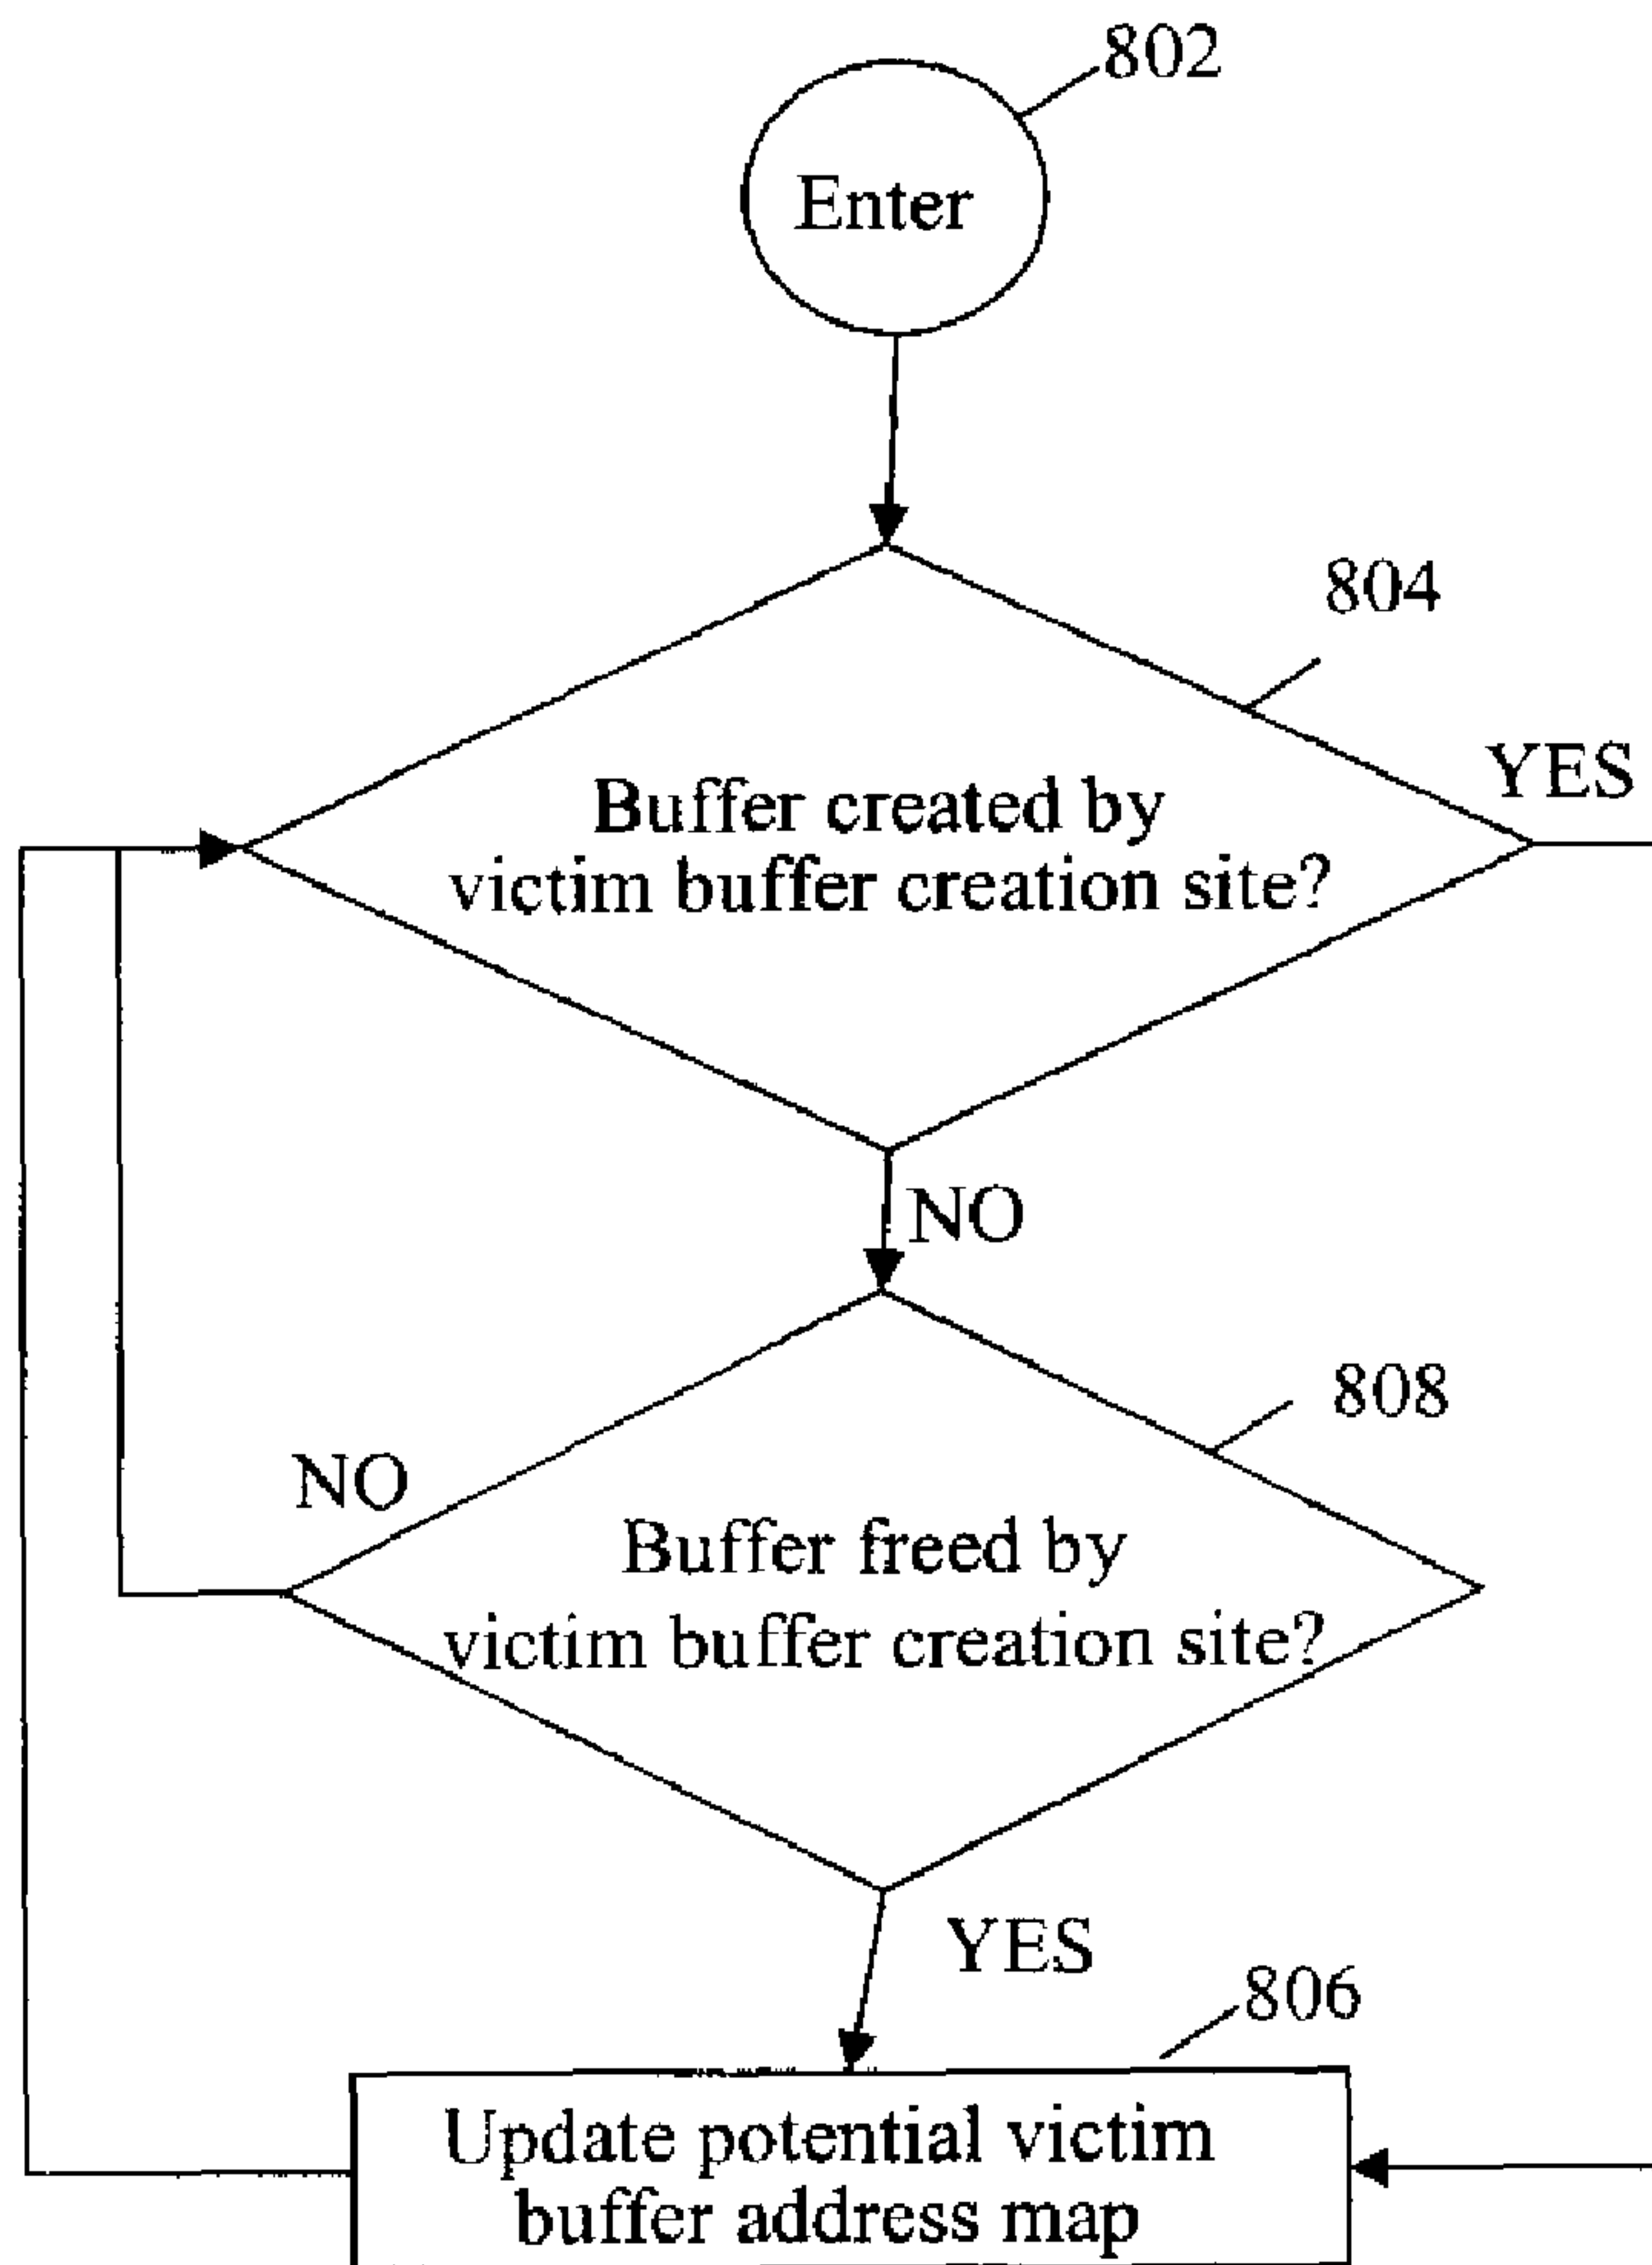 802
Enter
804
YES
Buffer created by
victim buffer creation site?
NO
808
NO
Buffer freed by
victim buffer creation site?
YES
806
Update potential victim
buffer address map